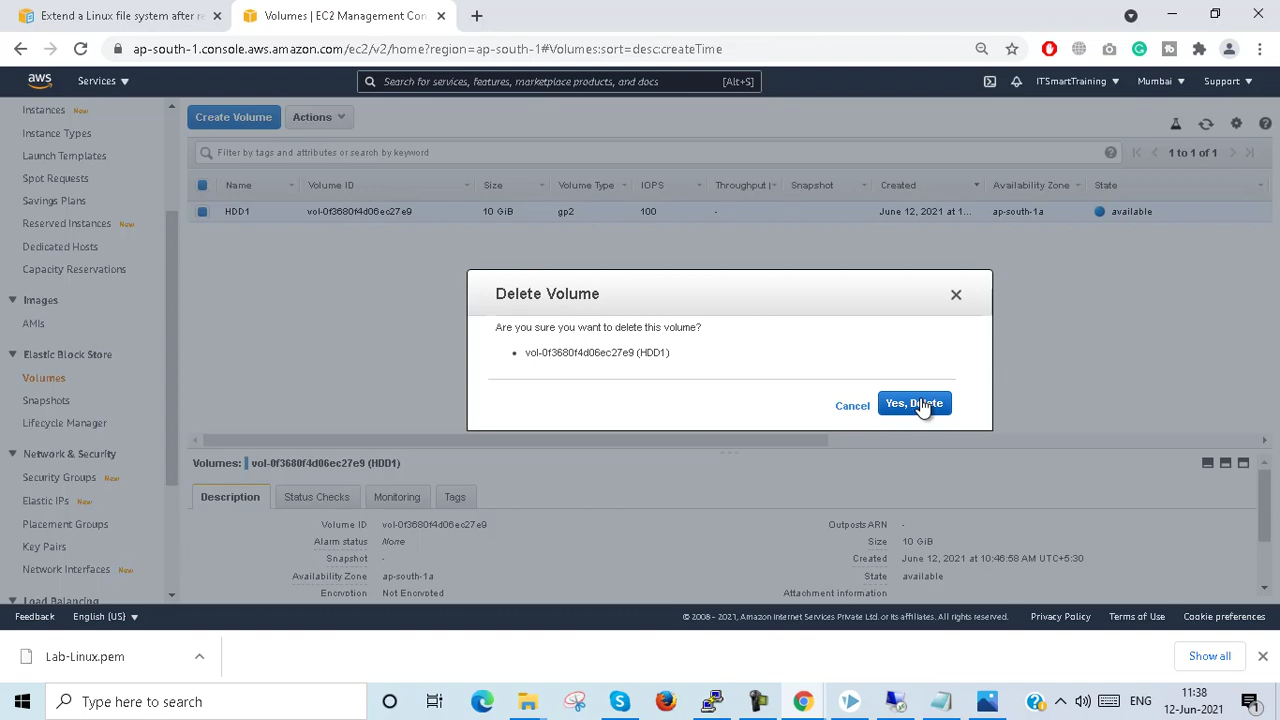 Extend a Linux file system after r
Volumes | EC2 Management Con
ap-south-1.console.aws.amazon.com/ec2/v2/home?region=ap-south-1#Volumes:sort=desc:createTime
aws
Services
Search for services, features, marketplace products, and docs
[Alt+S]
ITSmartTraining
Mumbai
Support
Instances New
Instance Types
Launch Templates
Spot Requests
Savings Plans
Reserved Instances New
Dedicated Hosts
Capacity Reservations
Images
AMIs
Elastic Block Store
Volumes
Snapshots
Lifecycle Manager
Network & Security
Security Groups New
Elastic IPs New
Placement Groups
Key Pairs
Network Interfaces New
Load Balancing
Create Volume
Actions
Filter by tags and attributes or search by keyword
1 to 1 of 1
Name Volume ID Size Volume Type IOPS Throughput ( Snapshot Created Availability Zone State
HDD1 vol-0f3680f4d06ec27e9 10 GiB gp2 100 - June 12, 2021 at 1... ap-south-1a available
Delete Volume
Are you sure you want to delete this volume?
vol-0f3680f4d06ec27e9 (HDD1)
Cancel
Yes, Delete
Volumes: vol-0f3680f4d06ec27e9 (HDD1)
Description Status Checks Monitoring Tags
Volume ID vol-0f3680f4d06ec27e9
Alarm status None
Snapshot -
Availability Zone ap-south-1a
Encryption Not Encrypted
Outposts ARN -
Size 10 GiB
Created June 12, 2021 at 10:46:58 AM UTC+5:30
State available
Attachment information
Feedback
English (US)
© 2008 - 2021, Amazon Internet Services Private Ltd. or its affiliates. All rights reserved.
Privacy Policy
Terms of Use
Cookie preferences
Lab-Linux.pem
Show all
Type here to search
ENG
11:38
12-Jun-2021